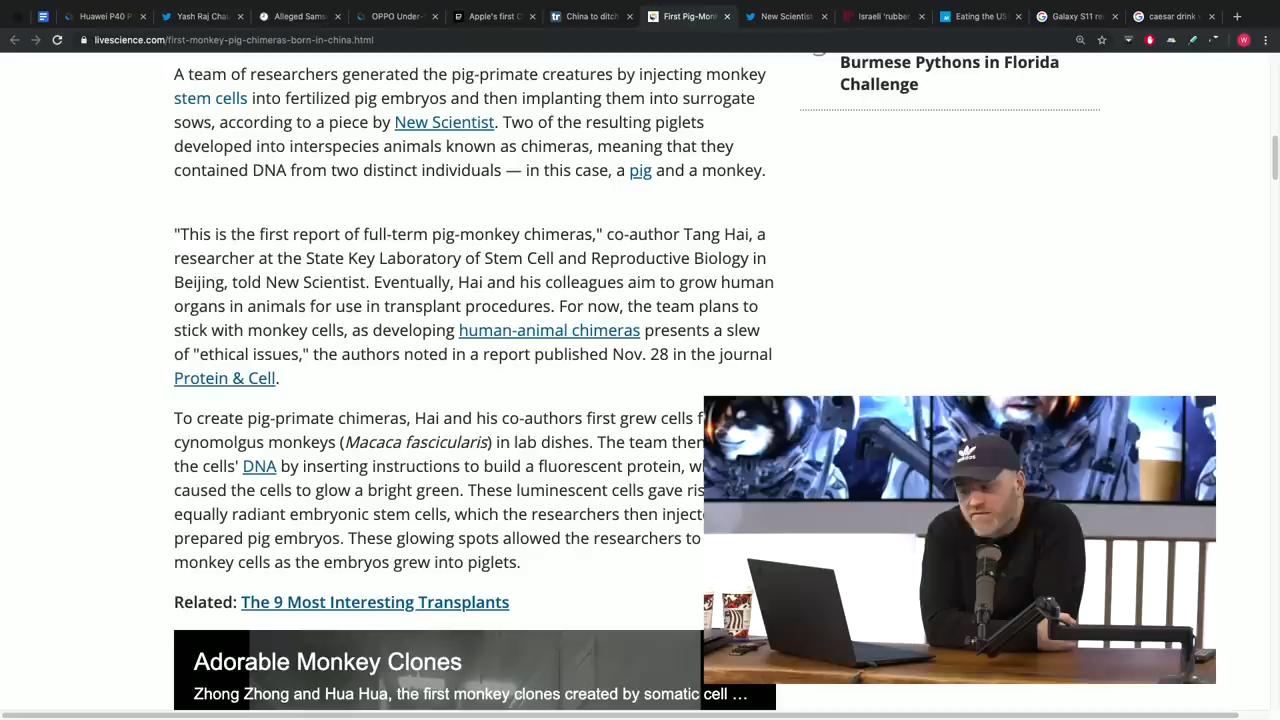 Huawei P40 P
Yash Raj Chau
Alleged Sams
OPPO Under-
Apple's first C
China to ditch
First Pig-Monk
New Scientist
Israeli 'rubber
Eating the US
Galaxy S11 re
caesar drink
livescience.com/first-monkey-pig-chimeras-born-in-china.html
W
A team of researchers generated the pig-primate creatures by injecting monkey
stem cells into fertilized pig embryos and then implanting them into surrogate
sows, according to a piece by New Scientist. Two of the resulting piglets
developed into interspecies animals known as chimeras, meaning that they
contained DNA from two distinct individuals — in this case, a pig and a monkey.
Burmese Pythons in Florida
Challenge
"This is the first report of full-term pig-monkey chimeras," co-author Tang Hai, a
researcher at the State Key Laboratory of Stem Cell and Reproductive Biology in
Beijing, told New Scientist. Eventually, Hai and his colleagues aim to grow human
organs in animals for use in transplant procedures. For now, the team plans to
stick with monkey cells, as developing human-animal chimeras presents a slew
of "ethical issues," the authors noted in a report published Nov. 28 in the journal
Protein & Cell.
To create pig-primate chimeras, Hai and his co-authors first grew cells f
cynomolgus monkeys (Macaca fascicularis) in lab dishes. The team then
the cells' DNA by inserting instructions to build a fluorescent protein, w
caused the cells to glow a bright green. These luminescent cells gave ris
equally radiant embryonic stem cells, which the researchers then injecte
prepared pig embryos. These glowing spots allowed the researchers to
monkey cells as the embryos grew into piglets.
Related: The 9 Most Interesting Transplants
Adorable Monkey Clones
Zhong Zhong and Hua Hua, the first monkey clones created by somatic cell ...
adidas